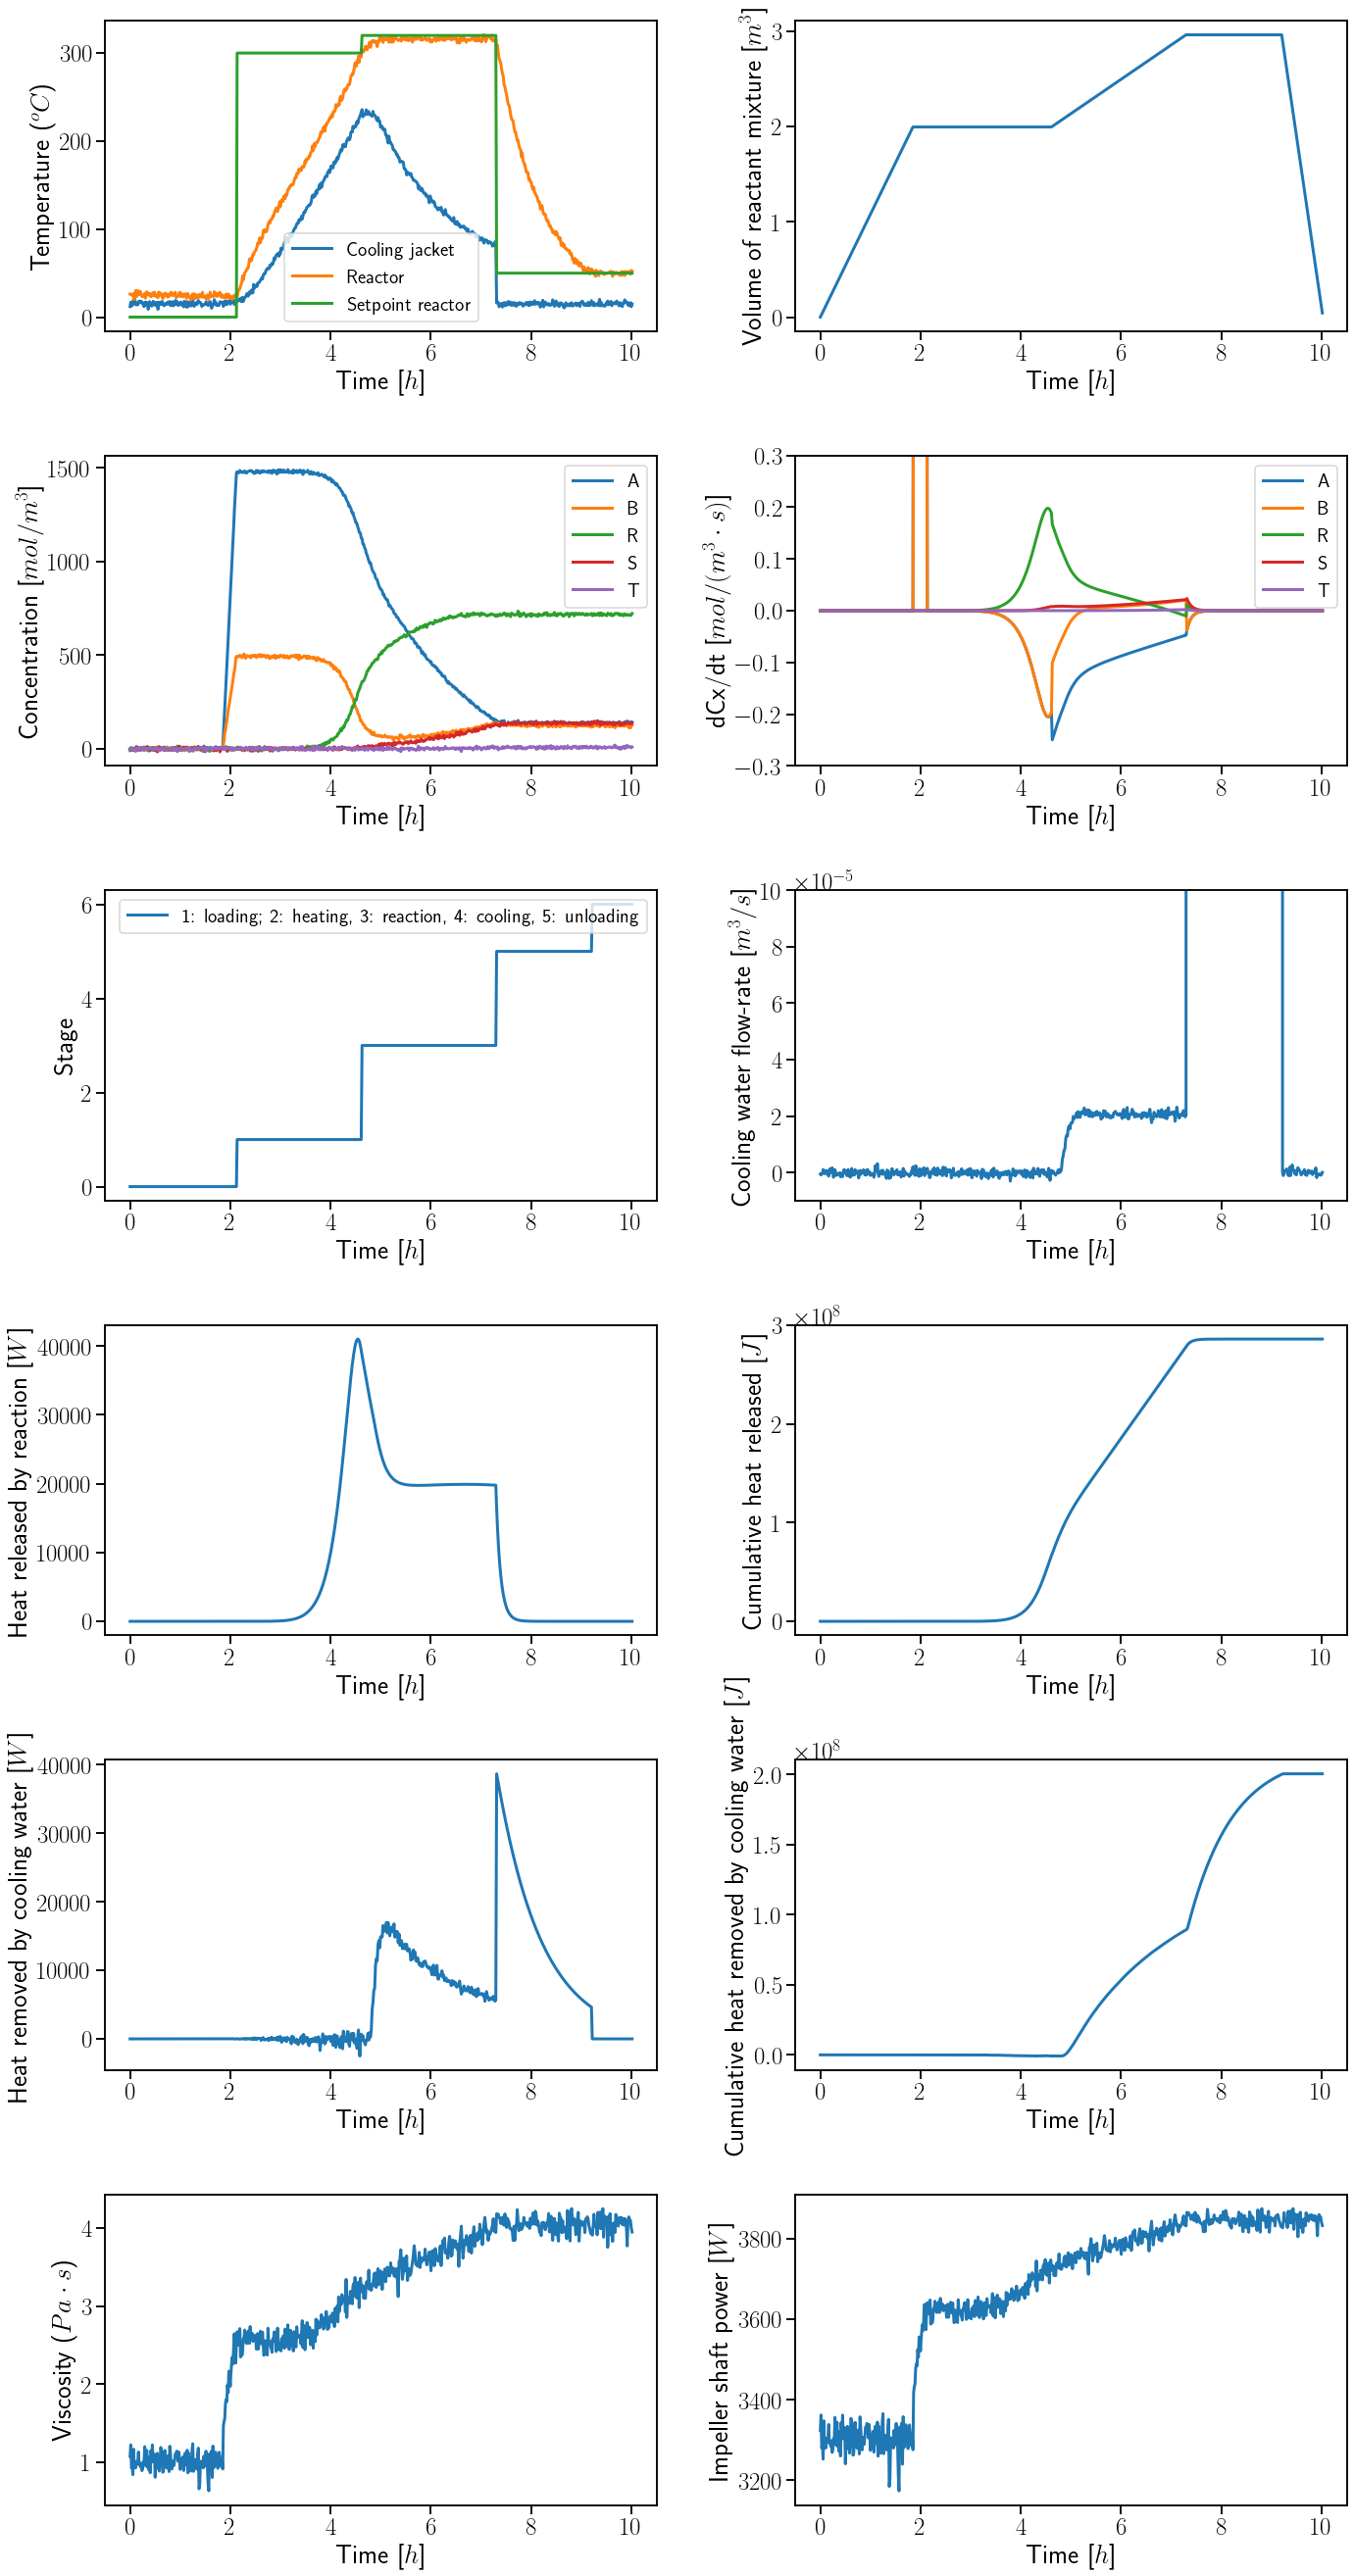 Temperature (°C)
300
200
100
0
Cooling jacket
Reactor
Setpoint reactor
0 2 4 6 8 10
Time [h]
Volume of reactant mixture [m³]
3
2
1
0
0 2 4 6 8 10
Time [h]
Concentration [mol/m³]
1500
1000
500
0
A
B
R
S
T
0 2 4 6 8 10
Time [h]
dCx/dt [mol/(m³ · s)]
0.3
0.2
0.1
0.0
−0.1
−0.2
−0.3
A
B
R
S
T
0 2 4 6 8 10
Time [h]
Stage
6
4
2
0
1: loading; 2: heating, 3: reaction, 4: cooling, 5: unloading
0 2 4 6 8 10
Time [h]
Cooling water flow-rate [m³/s]
×10⁻⁵
10
8
6
4
2
0
0 2 4 6 8 10
Time [h]
Heat released by reaction [W]
40000
30000
20000
10000
0
0 2 4 6 8 10
Time [h]
Cumulative heat released [J]
×10⁸
3
2
1
0
0 2 4 6 8 10
Time [h]
Heat removed by cooling water [W]
40000
30000
20000
10000
0
0 2 4 6 8 10
Time [h]
Cumulative heat removed by cooling water [J]
×10⁸
2.0
1.5
1.0
0.5
0.0
0 2 4 6 8 10
Time [h]
Viscosity (Pa · s)
4
3
2
1
0 2 4 6 8 10
Time [h]
Impeller shaft power [W]
3800
3600
3400
3200
0 2 4 6 8 10
Time [h]